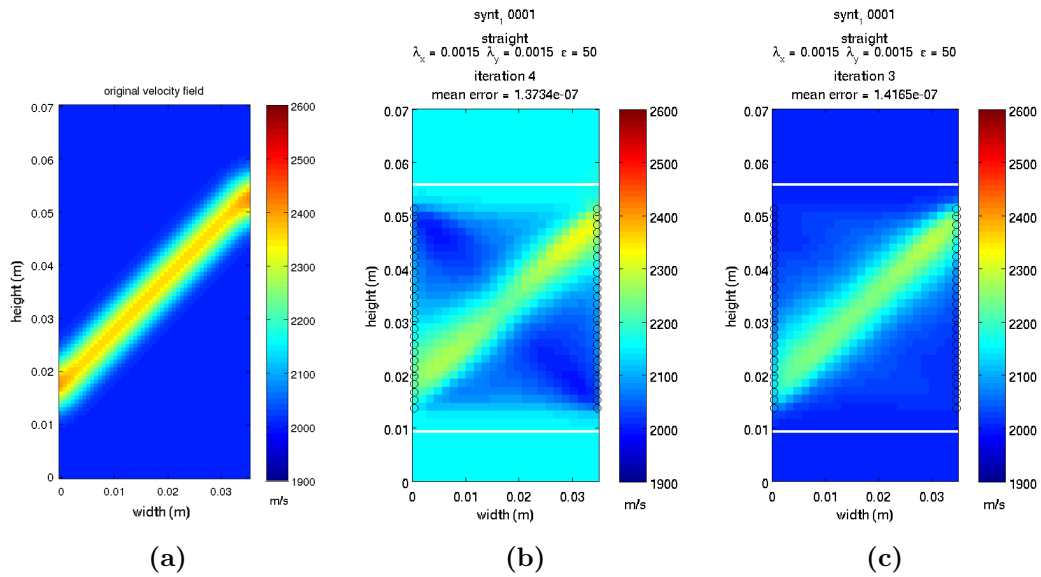 original velocity field
0.07
0.06
0.05
0.04
0.03
0.02
0.01
0
height (m)
0
0.01
0.02
0.03
width (m)
2600
2500
2400
2300
2200
2100
2000
1900
m/s
(a)
synt₁ 0001
straight
λₓ = 0.0015 λᵧ = 0.0015 ε = 50
iteration 4
mean error = 1.3734e-07
0.07
0.06
0.05
0.04
0.03
0.02
0.01
0
height (m)
0
0.01
0.02
0.03
width (m)
2600
2500
2400
2300
2200
2100
2000
1900
m/s
(b)
synt₁ 0001
straight
λₓ = 0.0015 λᵧ = 0.0015 ε = 50
iteration 3
mean error = 1.4165e-07
0.07
0.06
0.05
0.04
0.03
0.02
0.01
0
height (m)
0
0.01
0.02
0.03
width (m)
2600
2500
2400
2300
2200
2100
2000
1900
m/s
(c)